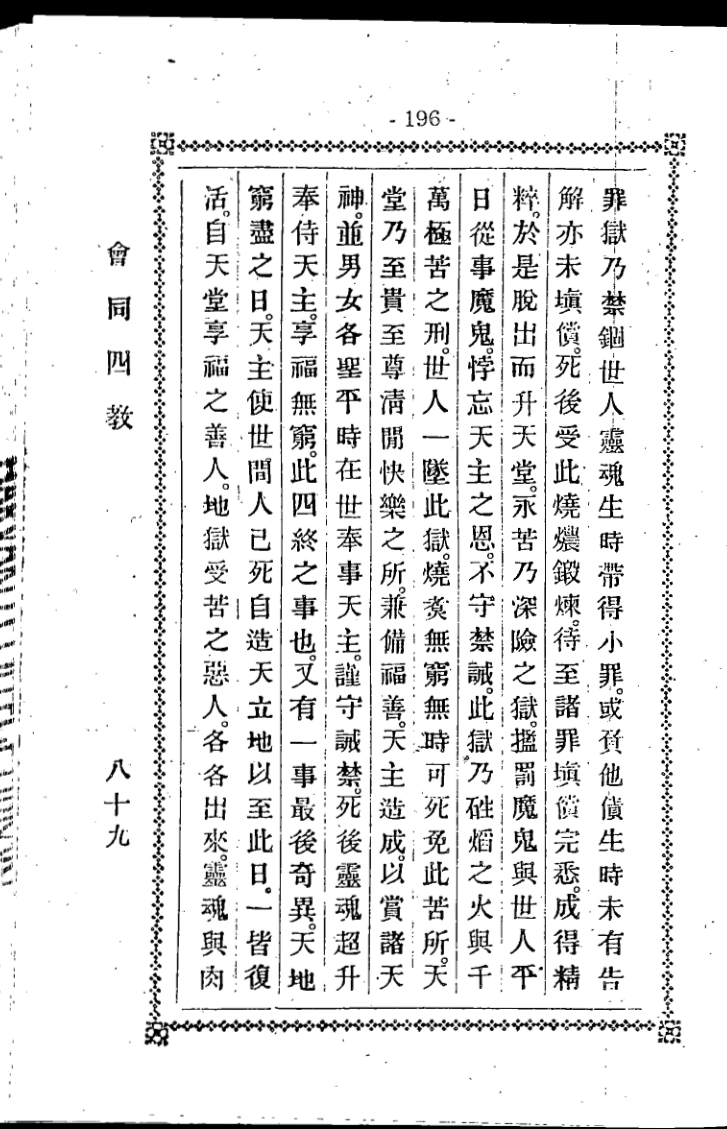 - 196 -
罪獄乃禁錮世人靈魂生時帶得小罪。或負他債生時未有告
解亦未塡償。死後受此燒燶鍛煉。待至諸罪塡償完悉。成得精
粹。於是脫出而升天堂。永苦乃深險之獄。擥罰魔鬼與世人平
日從事魔鬼。悖忘天主之恩。不守禁誡。此獄乃硂熖之火與千
萬極苦之刑。世人一墜此獄。燒炙無窮無時可死免此苦所。天
堂乃至貴至尊淸閒快樂之所。兼備福善。天主造成。以賞諸天
神。並男女各聖平時在世奉事天主。謹守誡禁。死後靈魂超升
奉侍天主。享福無窮。此四終之事也。又有一事最後奇異。天地
窮盡之日。天主使世間人已死自造天立地以至此日。一皆復
活。自天堂享福之善人。地獄受苦之惡人。各各出來。靈魂與肉
會同四教
八十九